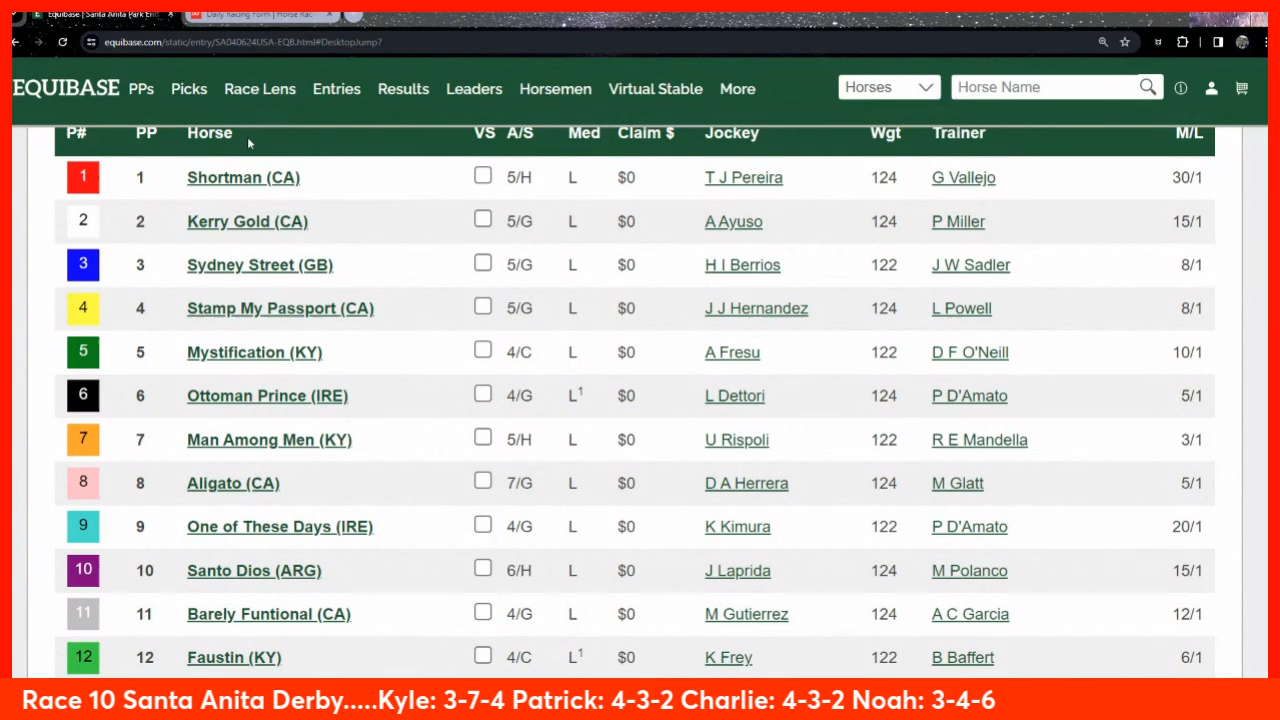 Equibase | Santa Anita Park Ent
Daily Racing Form | Horse Rac
equibase.com/static/entry/SA040624USA-EQB.html#DesktopJump7
EQUIBASE PPs Picks Race Lens Entries Results Leaders Horsemen Virtual Stable More Horses Horse Name
P# PP Horse VS A/S Med Claim $ Jockey Wgt Trainer M/L
1 1 Shortman (CA) 5/H L $0 T J Pereira 124 G Vallejo 30/1
2 2 Kerry Gold (CA) 5/G L $0 A Ayuso 124 P Miller 15/1
3 3 Sydney Street (GB) 5/G L $0 H I Berrios 122 J W Sadler 8/1
4 4 Stamp My Passport (CA) 5/G L $0 J J Hernandez 124 L Powell 8/1
5 5 Mystification (KY) 4/C L $0 A Fresu 122 D F O'Neill 10/1
6 6 Ottoman Prince (IRE) 4/G L1 $0 L Dettori 124 P D'Amato 5/1
7 7 Man Among Men (KY) 5/H L $0 U Rispoli 122 R E Mandella 3/1
8 8 Aligato (CA) 7/G L $0 D A Herrera 124 M Glatt 5/1
9 9 One of These Days (IRE) 4/G L $0 K Kimura 122 P D'Amato 20/1
10 10 Santo Dios (ARG) 6/H L $0 J Laprida 124 M Polanco 15/1
11 11 Barely Funtional (CA) 4/G L $0 M Gutierrez 124 A C Garcia 12/1
12 12 Faustin (KY) 4/C L1 $0 K Frey 122 B Baffert 6/1
Race 10 Santa Anita Derby.....Kyle: 3-7-4 Patrick: 4-3-2 Charlie: 4-3-2 Noah: 3-4-6